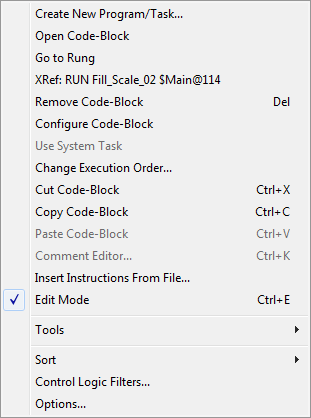 Create New Program/Task...
Open Code-Block
Go to Rung
XRef: RUN Fill_Scale_02 $Main@114
Remove Code-Block Del
Configure Code-Block
Use System Task
Change Execution Order...
Cut Code-Block Ctrl+X
Copy Code-Block Ctrl+C
Paste Code-Block Ctrl+V
Comment Editor... Ctrl+K
Insert Instructions From File...
Edit Mode Ctrl+E
Tools
Sort
Control Logic Filters...
Options...